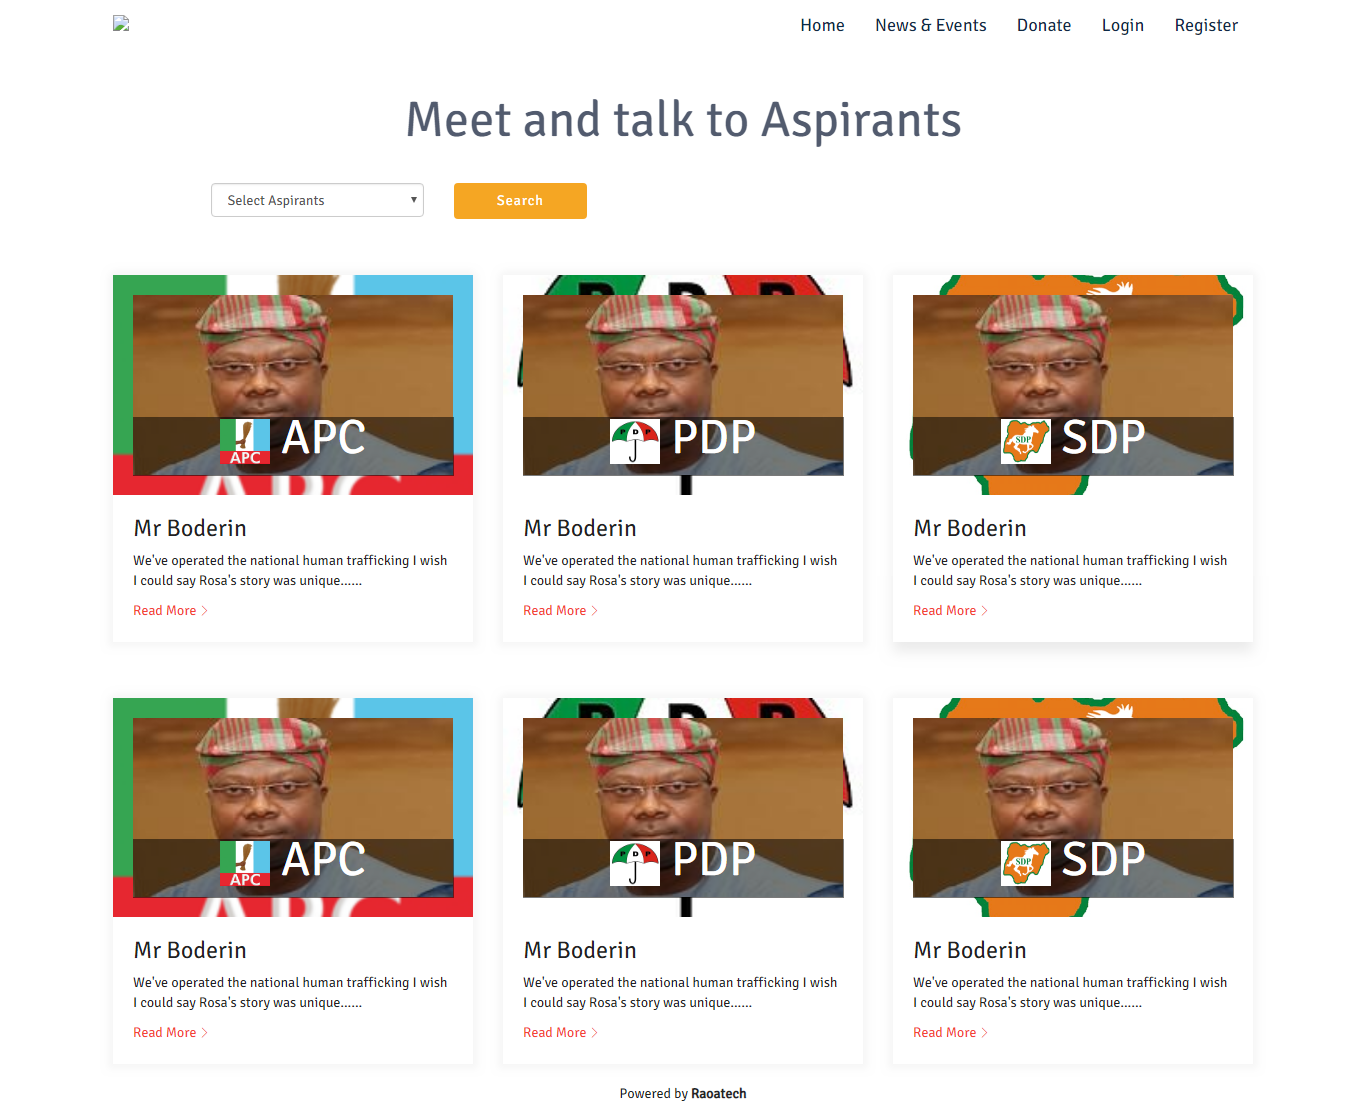 Home News & Events Donate Login Register
Meet and talk to Aspirants
Select Aspirants Search
APC APC
PDP PDP
SDP SDP
Mr Boderin
We've operated the national human trafficking I wish
I could say Rosa's story was unique......
Read More
Mr Boderin
We've operated the national human trafficking I wish
I could say Rosa's story was unique......
Read More
Mr Boderin
We've operated the national human trafficking I wish
I could say Rosa's story was unique......
Read More
APC APC
PDP PDP
SDP SDP
Mr Boderin
We've operated the national human trafficking I wish
I could say Rosa's story was unique......
Read More
Mr Boderin
We've operated the national human trafficking I wish
I could say Rosa's story was unique......
Read More
Mr Boderin
We've operated the national human trafficking I wish
I could say Rosa's story was unique......
Read More
Powered by Raoatech